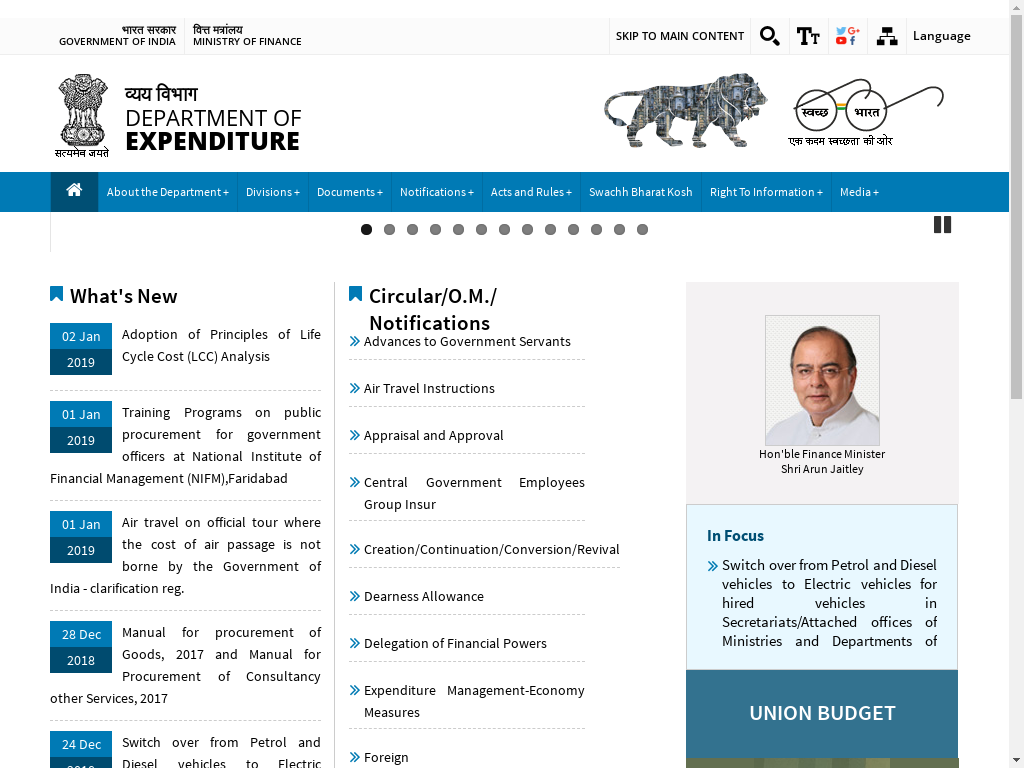 भारत सरकार
GOVERNMENT OF INDIA
वित्त मत्रांलय
MINISTRY OF FINANCE
SKIP TO MAIN CONTENT
Language
सत्यमेव जयते
व्यय विभाग
DEPARTMENT OF
EXPENDITURE
स्वच्छ भारत
एक कदम स्वच्छता की ओर
About the Department +
Divisions +
Documents +
Notifications +
Acts and Rules +
Swachh Bharat Kosh
Right To Information +
Media +
What's New
02 Jan
2019
Adoption of Principles of Life
Cycle Cost (LCC) Analysis
01 Jan
2019
Training Programs on public
procurement for government
officers at National Institute of
Financial Management (NIFM),Faridabad
01 Jan
2019
Air travel on official tour where
the cost of air passage is not
borne by the Government of
India - clarification reg.
28 Dec
2018
Manual for procurement of
Goods, 2017 and Manual for
Procurement of Consultancy
other Services, 2017
24 Dec
Switch over from Petrol and
Diesel vehicles to Electric
Circular/O.M./
Notifications
Advances to Government Servants
Air Travel Instructions
Appraisal and Approval
Central Government Employees
Group Insur
Creation/Continuation/Conversion/Revival
Dearness Allowance
Delegation of Financial Powers
Expenditure Management-Economy
Measures
Foreign
Hon'ble Finance Minister
Shri Arun Jaitley
In Focus
Switch over from Petrol and Diesel
vehicles to Electric vehicles for
hired vehicles in
Secretariats/Attached offices of
Ministries and Departments of
UNION BUDGET